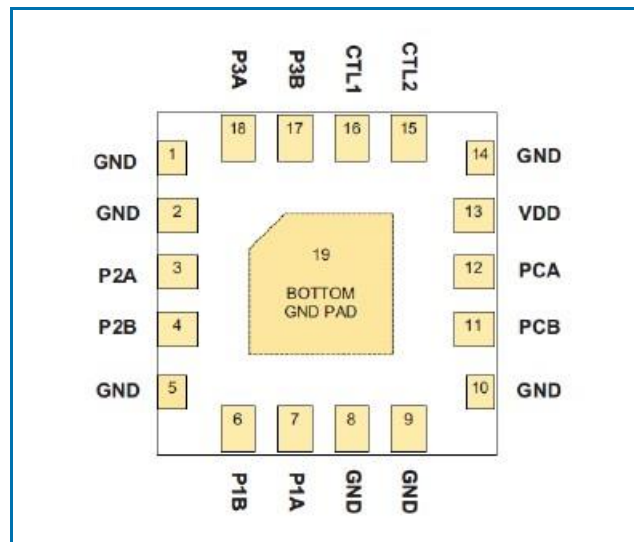 P3A
P3B
CTL1
CTL2
18
17
16
15
GND 1
14 GND
GND 2
13 VDD
P2A 3
12 PCA
19
BOTTOM
GND PAD
P2B 4
11 PCB
GND 5
10 GND
6
7
8
9
P1B
P1A
GND
GND